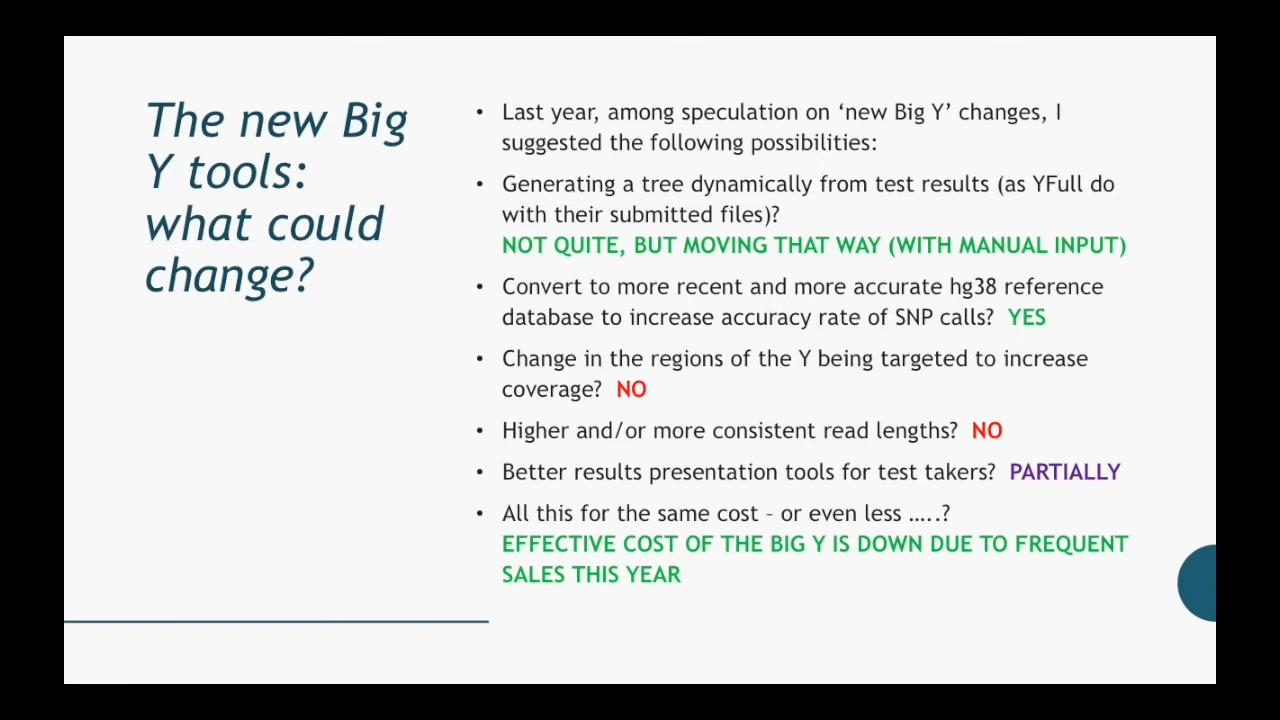 The new Big
Y tools:
what could
change?
• Last year, among speculation on ‘new Big Y’ changes, I
suggested the following possibilities:
• Generating a tree dynamically from test results (as YFull do
with their submitted files)?
NOT QUITE, BUT MOVING THAT WAY (WITH MANUAL INPUT)
• Convert to more recent and more accurate hg38 reference
database to increase accuracy rate of SNP calls? YES
• Change in the regions of the Y being targeted to increase
coverage? NO
• Higher and/or more consistent read lengths? NO
• Better results presentation tools for test takers? PARTIALLY
• All this for the same cost – or even less …..?
EFFECTIVE COST OF THE BIG Y IS DOWN DUE TO FREQUENT
SALES THIS YEAR